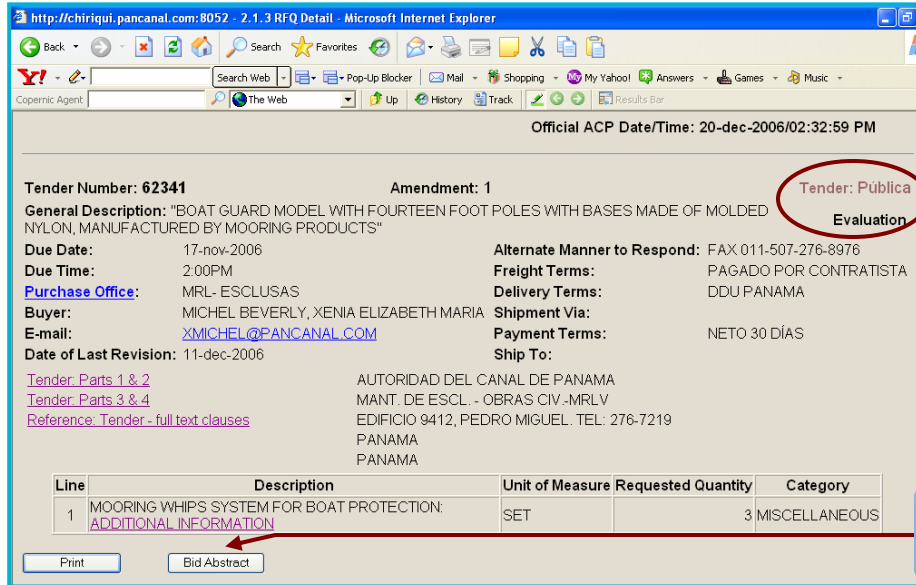 http://chiriqui.pancanal.com:8052 - 2.1.3 RFQ Detail - Microsoft Internet Explorer
Back Search Favorites
Y! Search Web Pop-Up Blocker Mail Shopping My Yahoo! Answers Games Music
Copernic Agent The Web Up History Track Results Bar
Official ACP Date/Time: 20-dec-2006/02:32:59 PM
Tender Number: 62341 Amendment: 1 Tender: Pública
General Description: "BOAT GUARD MODEL WITH FOURTEEN FOOT POLES WITH BASES MADE OF MOLDED
NYLON, MANUFACTURED BY MOORING PRODUCTS" Evaluation
Due Date: 17-nov-2006 Alternate Manner to Respond: FAX 011-507-276-8976
Due Time: 2:00PM Freight Terms: PAGADO POR CONTRATISTA
Purchase Office: MRL- ESCLUSAS Delivery Terms: DDU PANAMA
Buyer: MICHEL BEVERLY, XENIA ELIZABETH MARIA Shipment Via:
E-mail: XMICHEL@PANCANAL.COM Payment Terms: NETO 30 DÍAS
Date of Last Revision: 11-dec-2006 Ship To:
Tender: Parts 1 & 2 AUTORIDAD DEL CANAL DE PANAMA
Tender: Parts 3 & 4 MANT. DE ESCL. - OBRAS CIV.-MRLV
Reference: Tender - full text clauses EDIFICIO 9412, PEDRO MIGUEL. TEL: 276-7219
PANAMA
PANAMA
Line Description Unit of Measure Requested Quantity Category
1 MOORING WHIPS SYSTEM FOR BOAT PROTECTION: SET 3 MISCELLANEOUS
ADDITIONAL INFORMATION
Print Bid Abstract